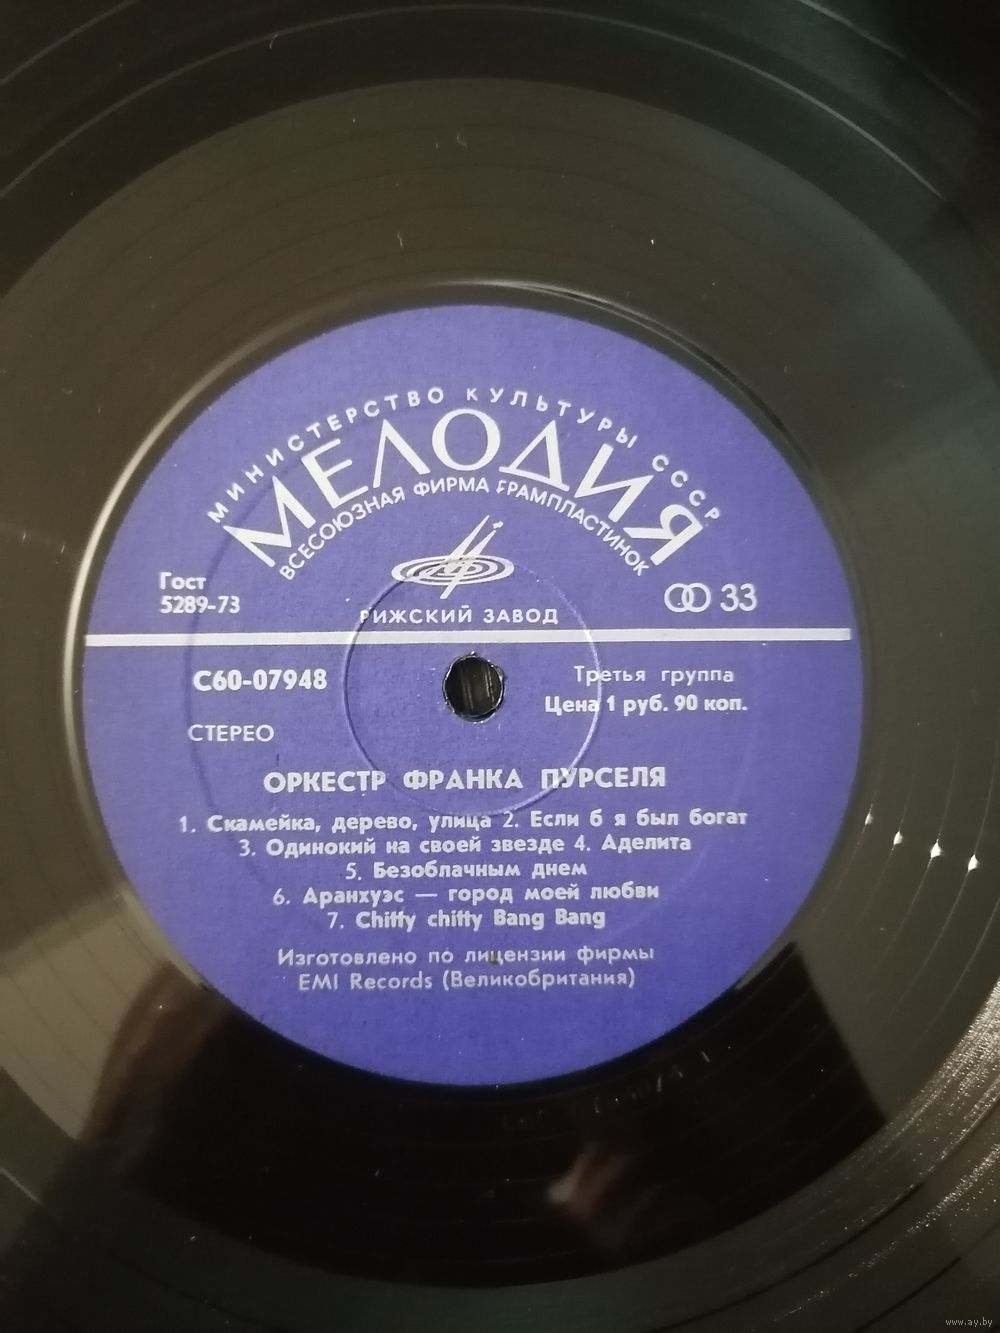 МИНИСТЕРСТВО КУЛЬТУРЫ СССР
МЕЛОДИЯ
ВСЕСОЮЗНАЯ ФИРМА ГРАМПЛАСТИНОК
Гост
5289-73
33
РИЖСКИЙ ЗАВОД
С60-07948
Третья группа
Цена 1 руб. 90 коп.
СТЕРЕО
ОРКЕСТР ФРАНКА ПУРСЕЛЯ
1. Скамейка, дерево, улица 2. Если б я был богат
3. Одинокий на своей звезде 4. Аделита
5. Безоблачным днем
6. Аранхуэс — город моей любви
7. Chitty chitty Bang Bang
Изготовлено по лицензии фирмы
EMI Records (Великобритания)
www.ay.by